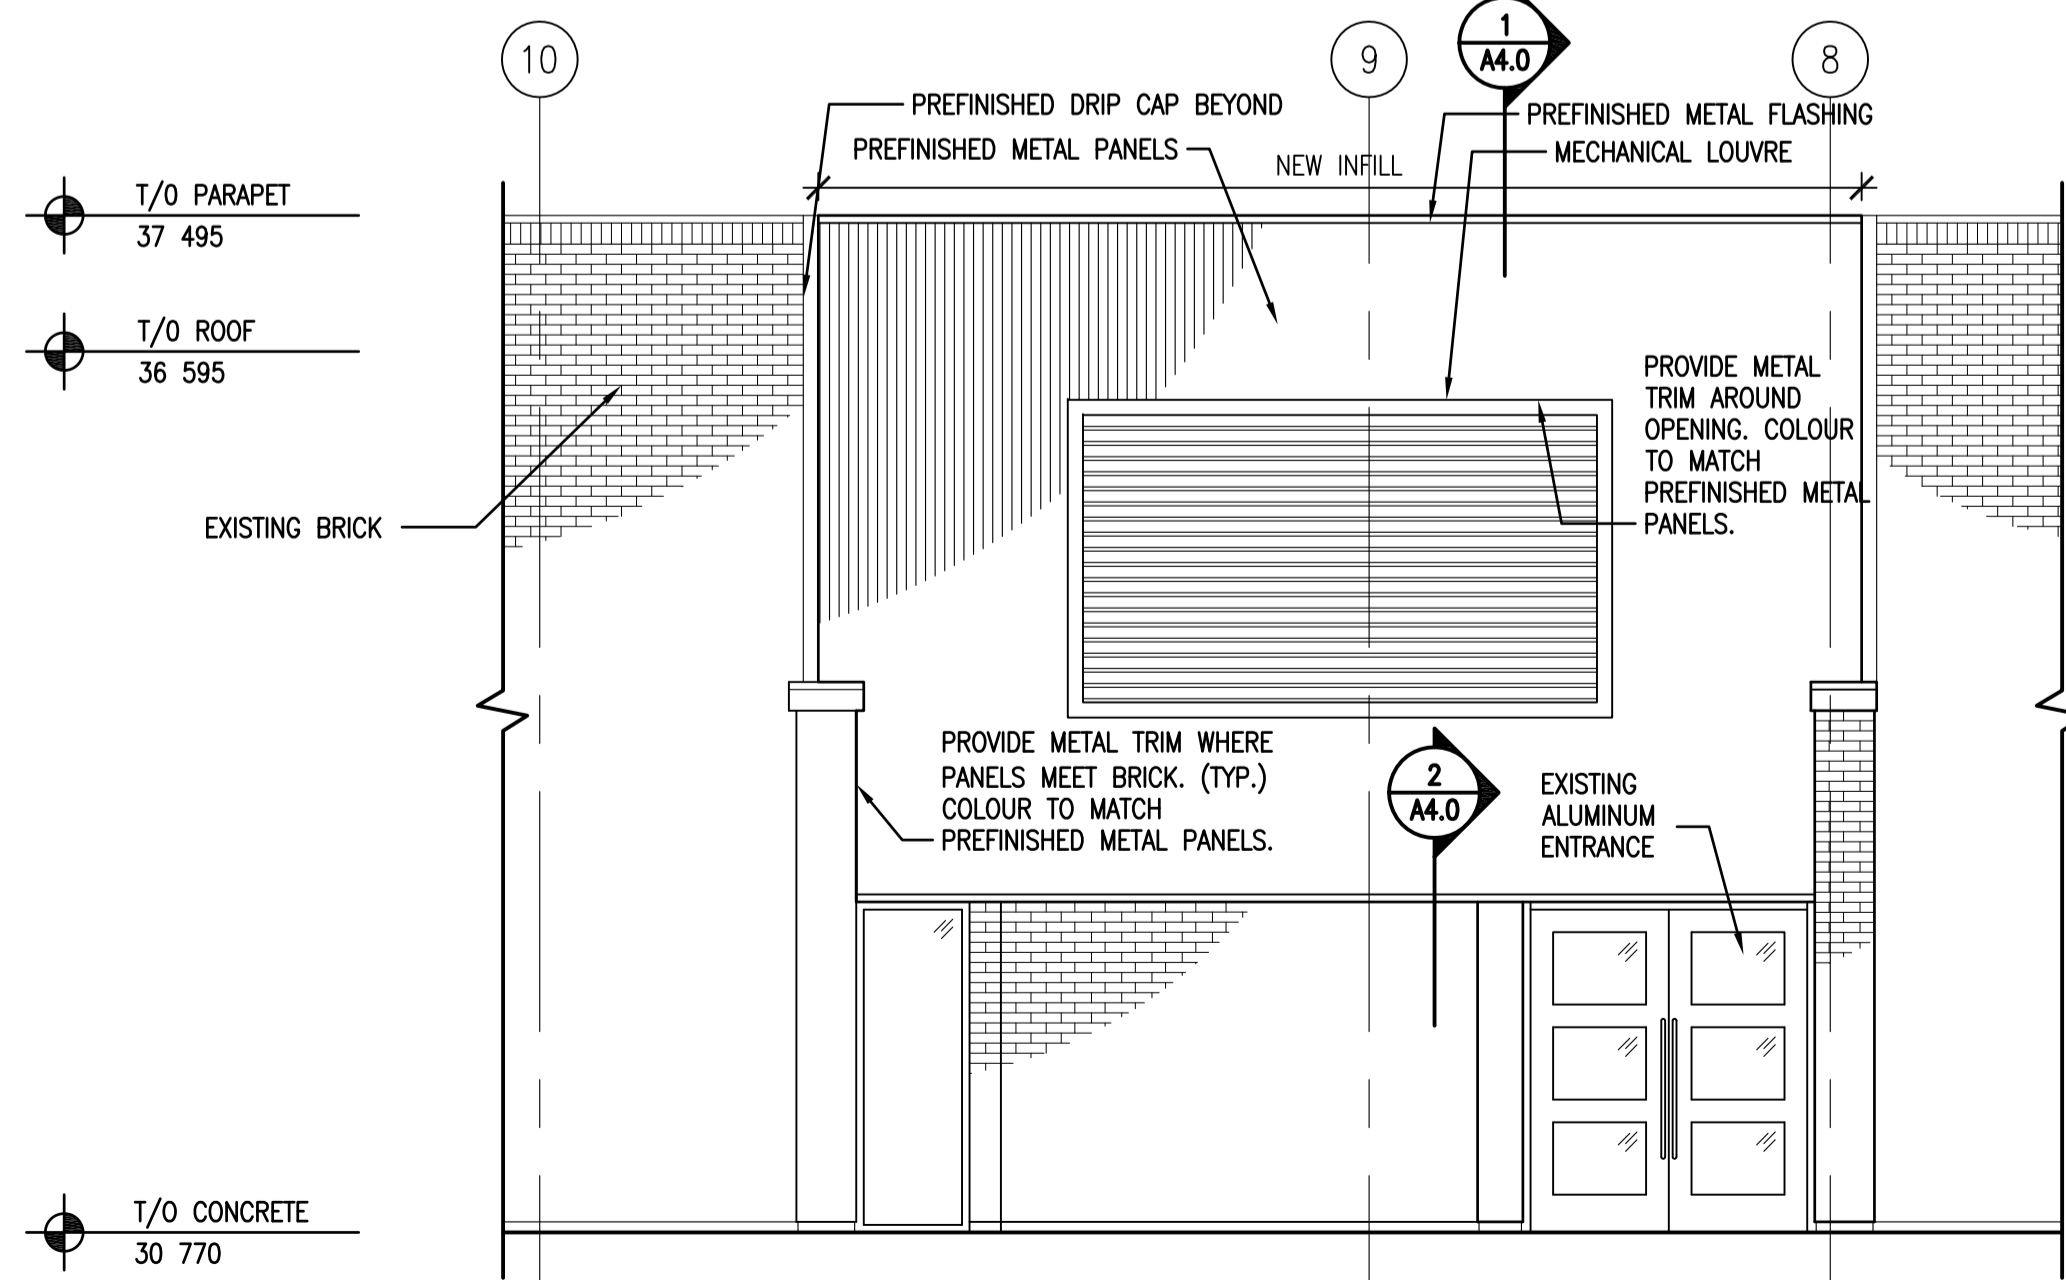 10
9
1
A4.0
8
PREFINISHED DRIP CAP BEYOND
PREFINISHED METAL FLASHING
PREFINISHED METAL PANELS
MECHANICAL LOUVRE
NEW INFILL
T/O PARAPET
37 495
T/O ROOF
36 595
PROVIDE METAL
TRIM AROUND
OPENING. COLOUR
TO MATCH
PREFINISHED METAL
PANELS.
EXISTING BRICK
PROVIDE METAL TRIM WHERE
PANELS MEET BRICK. (TYP.)
COLOUR TO MATCH
PREFINISHED METAL PANELS.
2
A4.0
EXISTING
ALUMINUM
ENTRANCE
T/O CONCRETE
30 770